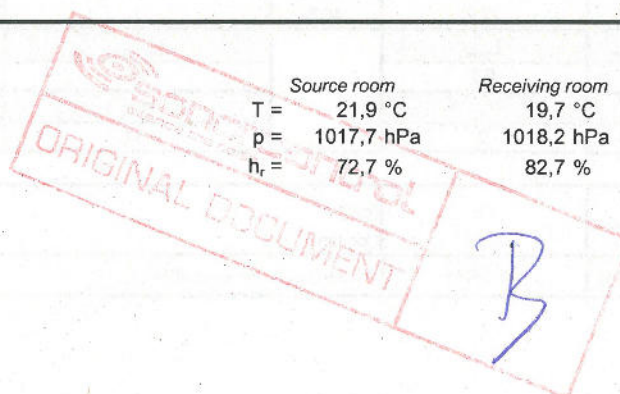 Source room Receiving room
T = 21,9 °C 19,7 °C
p = 1017,7 hPa 1018,2 hPa
hr = 72,7 % 82,7 %
ORIGINAL DOCUMENT